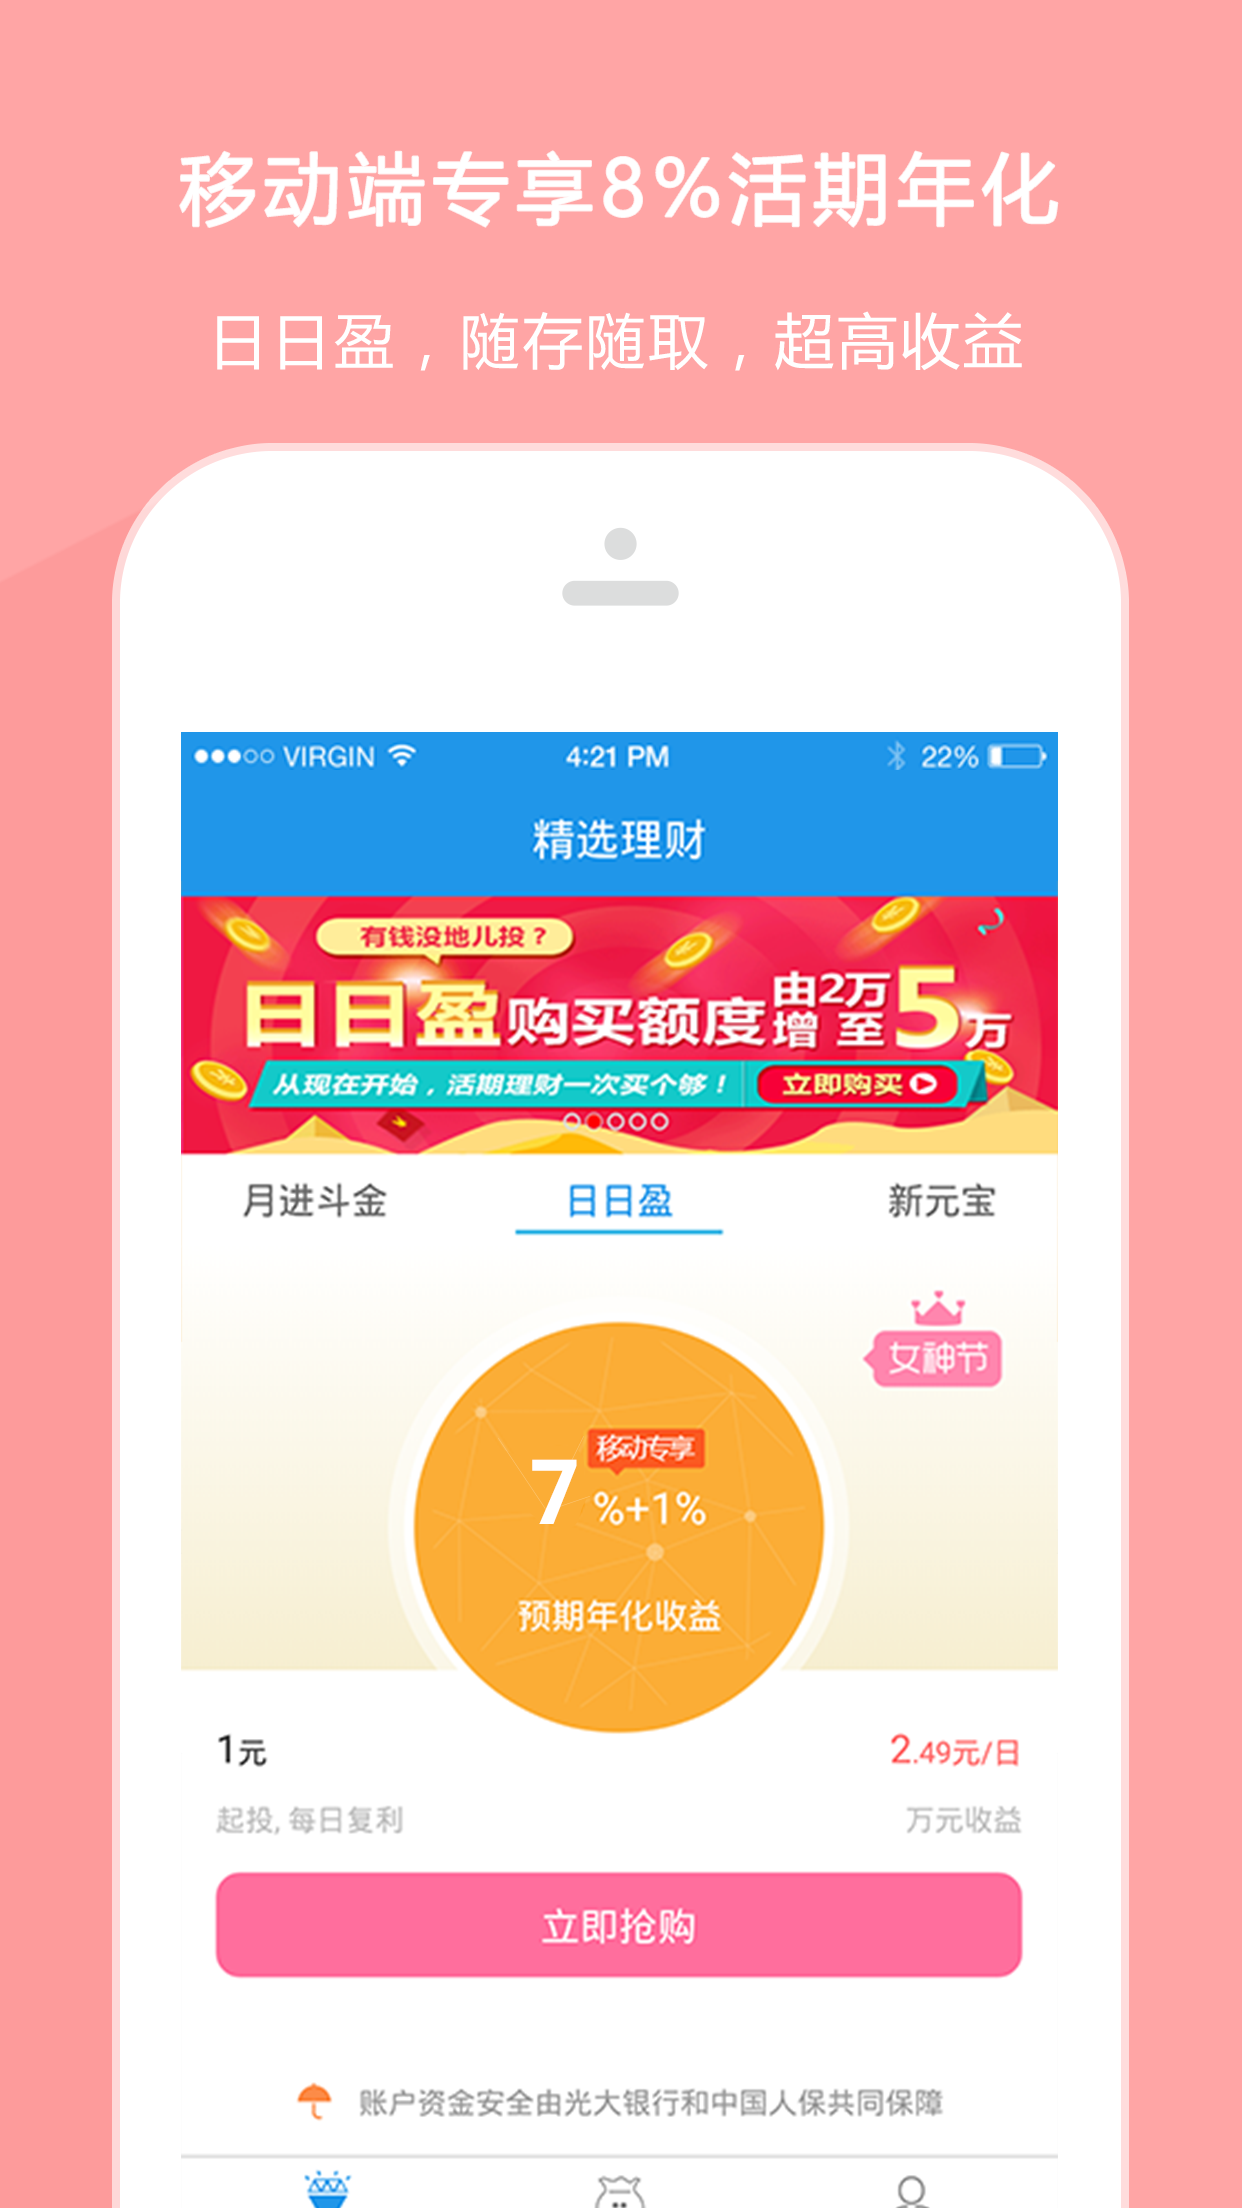 移动端专享8%活期年化
日日盈，随存随取，超高收益
VIRGIN 4:21 PM 22%
精选理财
有钱没地儿投？
日日盈购买额度由2万增至5万
从现在开始，活期理财一次买个够！ 立即购买
月进斗金 日日盈 新元宝
女神节
移动专享
7%+1%
预期年化收益
1元 2.49元/日
起投,每日复利 万元收益
立即抢购
账户资金安全由光大银行和中国人保共同保障